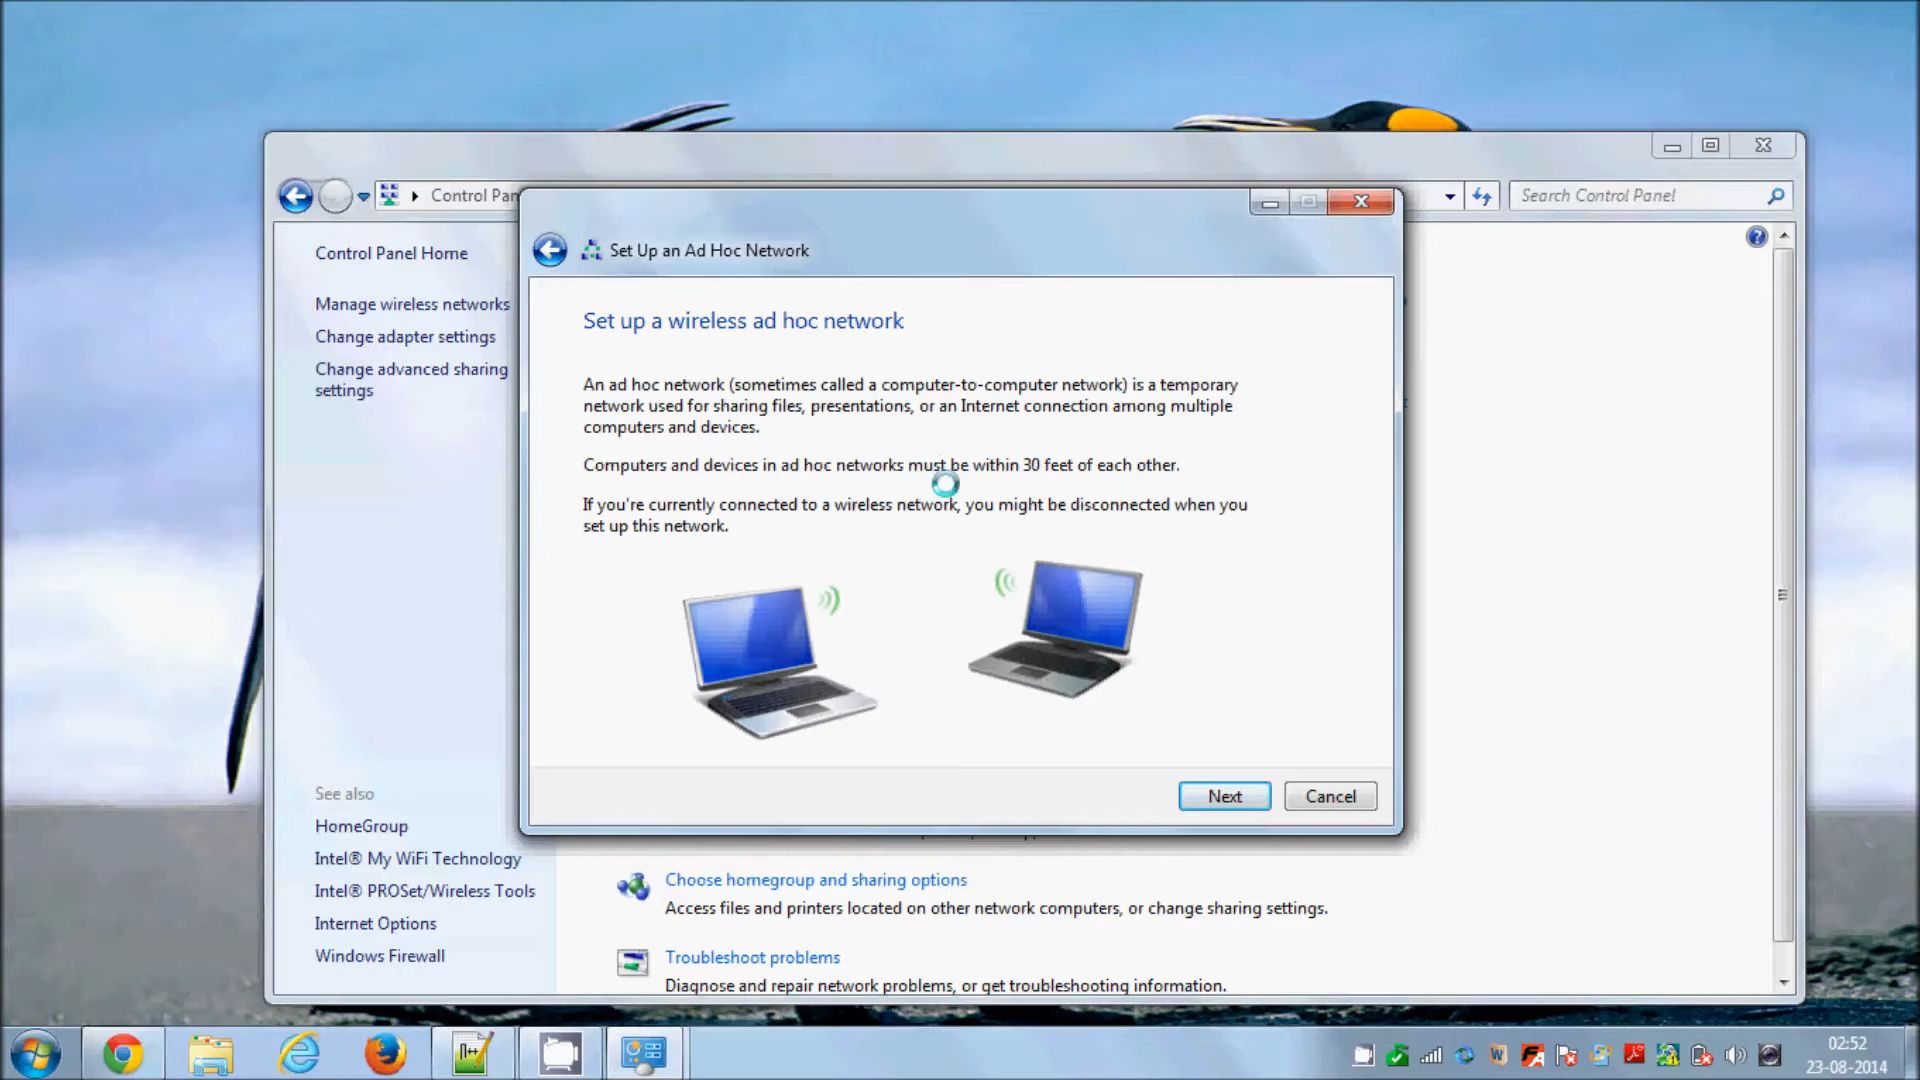 Control Pan
Search Control Panel
Control Panel Home
Manage wireless networks
Change adapter settings
Change advanced sharing
settings
Set Up an Ad Hoc Network
Set up a wireless ad hoc network
An ad hoc network (sometimes called a computer-to-computer network) is a temporary
network used for sharing files, presentations, or an Internet connection among multiple
computers and devices.
Computers and devices in ad hoc networks must be within 30 feet of each other.
If you're currently connected to a wireless network, you might be disconnected when you
set up this network.
Next
Cancel
See also
HomeGroup
Intel® My WiFi Technology
Intel® PROSet/Wireless Tools
Internet Options
Windows Firewall
Choose homegroup and sharing options
Access files and printers located on other network computers, or change sharing settings.
Troubleshoot problems
Diagnose and repair network problems, or get troubleshooting information.
02:52
23-08-2014